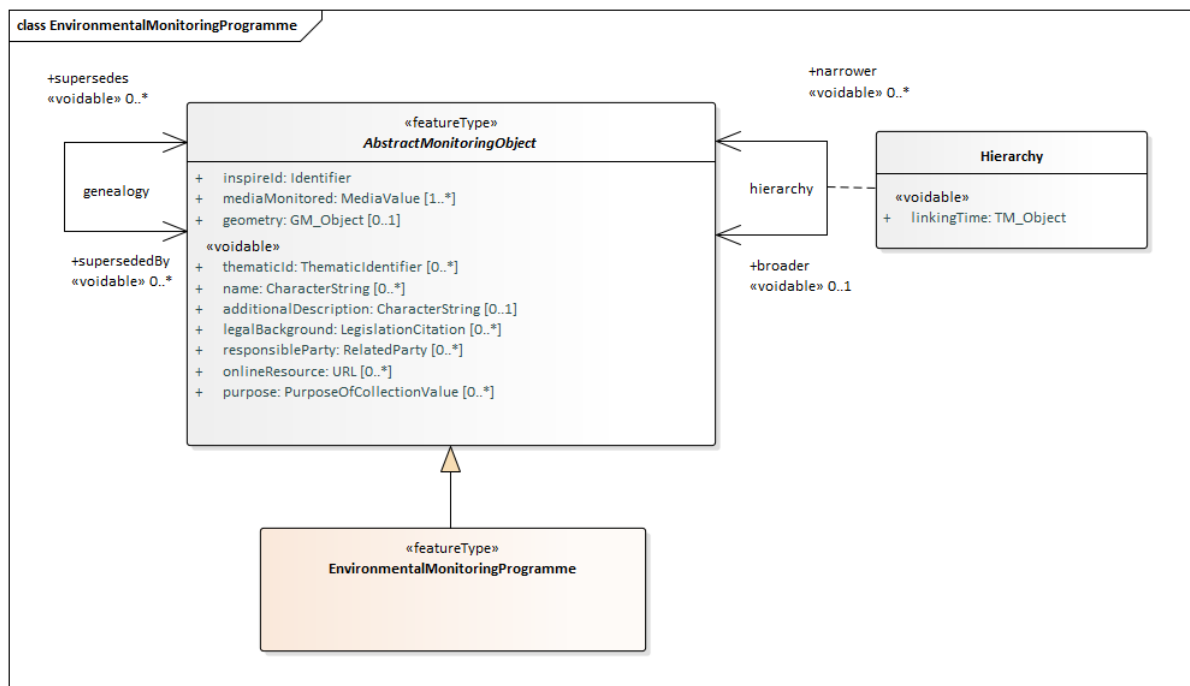 class EnvironmentalMonitoringProgramme
+supersedes
«voidable» 0..*
genealogy
+supersededBy
«voidable» 0..*
«featureType»
AbstractMonitoringObject
+ inspireId: Identifier
+ mediaMonitored: MediaValue [1..*]
+ geometry: GM_Object [0..1]
«voidable»
+ thematicId: ThematicIdentifier [0..*]
+ name: CharacterString [0..*]
+ additionalDescription: CharacterString [0..1]
+ legalBackground: LegislationCitation [0..*]
+ responsibleParty: RelatedParty [0..*]
+ onlineResource: URL [0..*]
+ purpose: PurposeOfCollectionValue [0..*]
+narrower
«voidable» 0..*
hierarchy
+broader
«voidable» 0..1
Hierarchy
«voidable»
+ linkingTime: TM_Object
«featureType»
EnvironmentalMonitoringProgramme